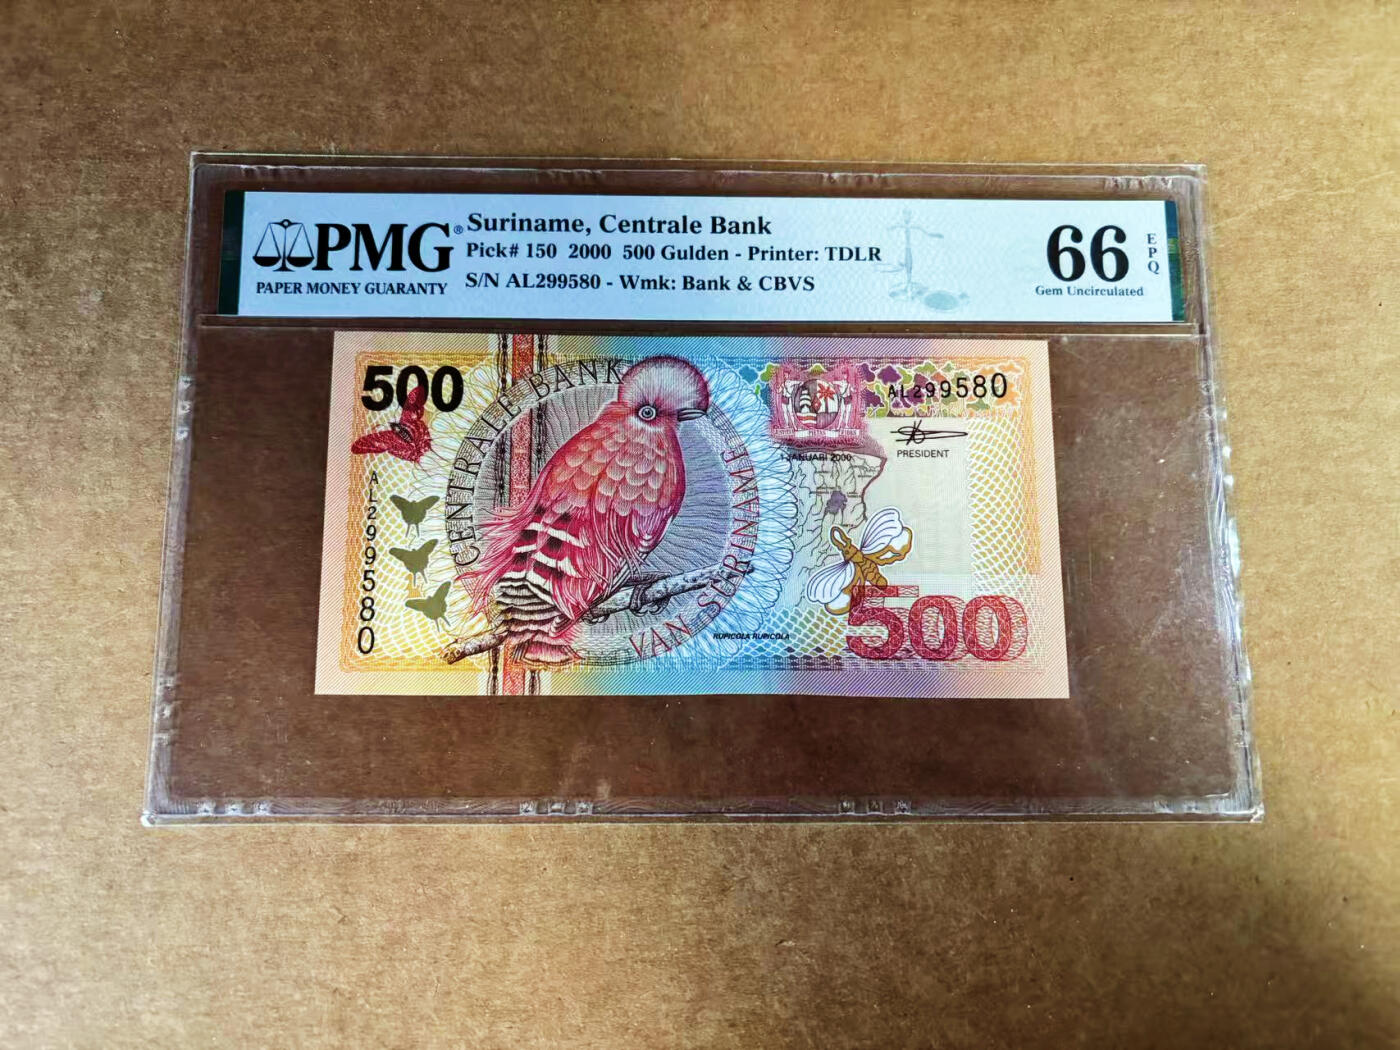 PMG®
PAPER MONEY GUARANTY
Suriname, Centrale Bank
Pick# 150 2000 500 Gulden - Printer: TDLR
S/N AL299580 - Wmk: Bank & CBVS
66
EPQ
Gem Uncirculated
500
CENTRALE BANK
VAN SURINAME
AL299580
AL299580
1 JANUARI 2000
PRESIDENT
RUPICOLA RUPICOLA
500